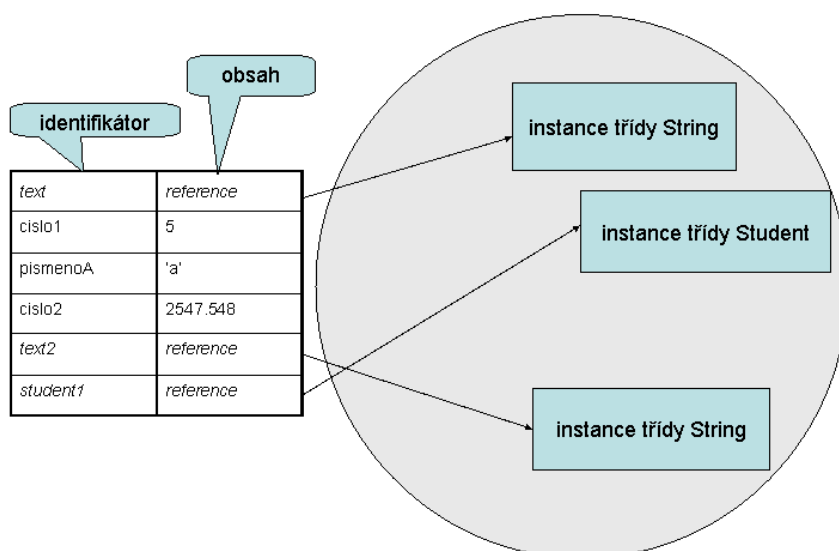 obsah
identifikátor
instance třídy String
text reference
cislo1 5
instance třídy Student
pismenoA 'a'
cislo2 2547.548
text2 reference
student1 reference
instance třídy String